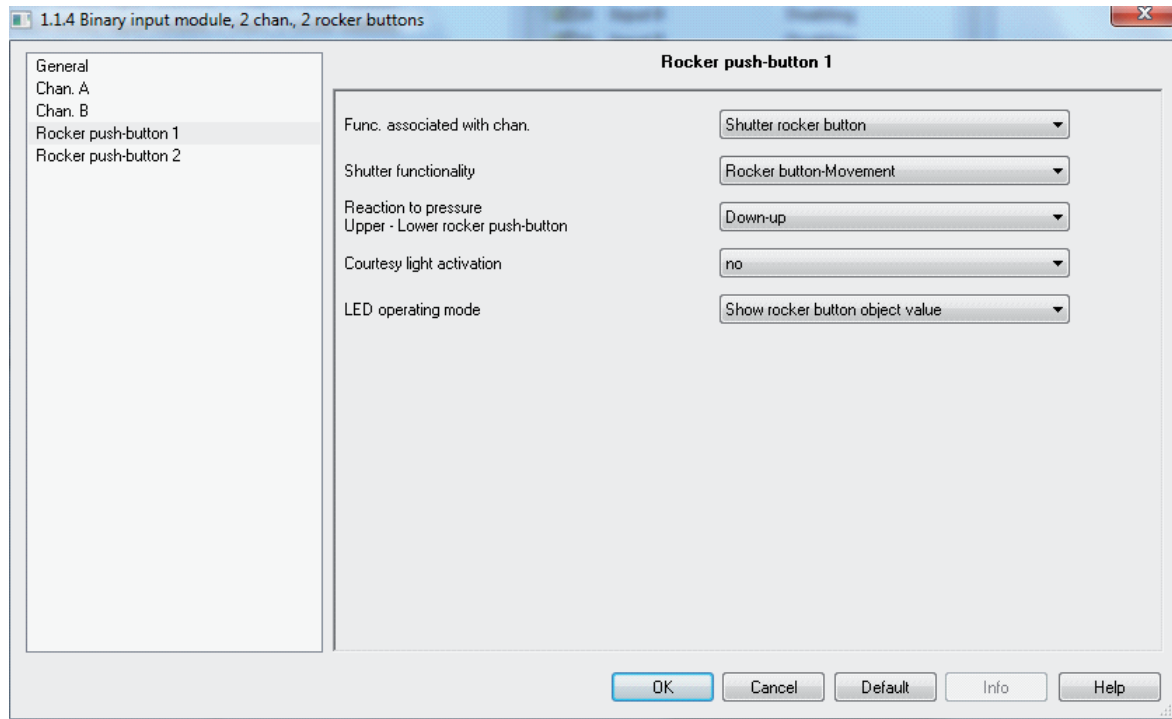 1.1.4 Binary input module, 2 chan., 2 rocker buttons
General
Chan. A
Chan. B
Rocker push-button 1
Rocker push-button 2
Rocker push-button 1
Func. associated with chan.
Shutter rocker button
Shutter functionality
Rocker button-Movement
Reaction to pressure
Upper - Lower rocker push-button
Down-up
Courtesy light activation
no
LED operating mode
Show rocker button object value
OK
Cancel
Default
Info
Help